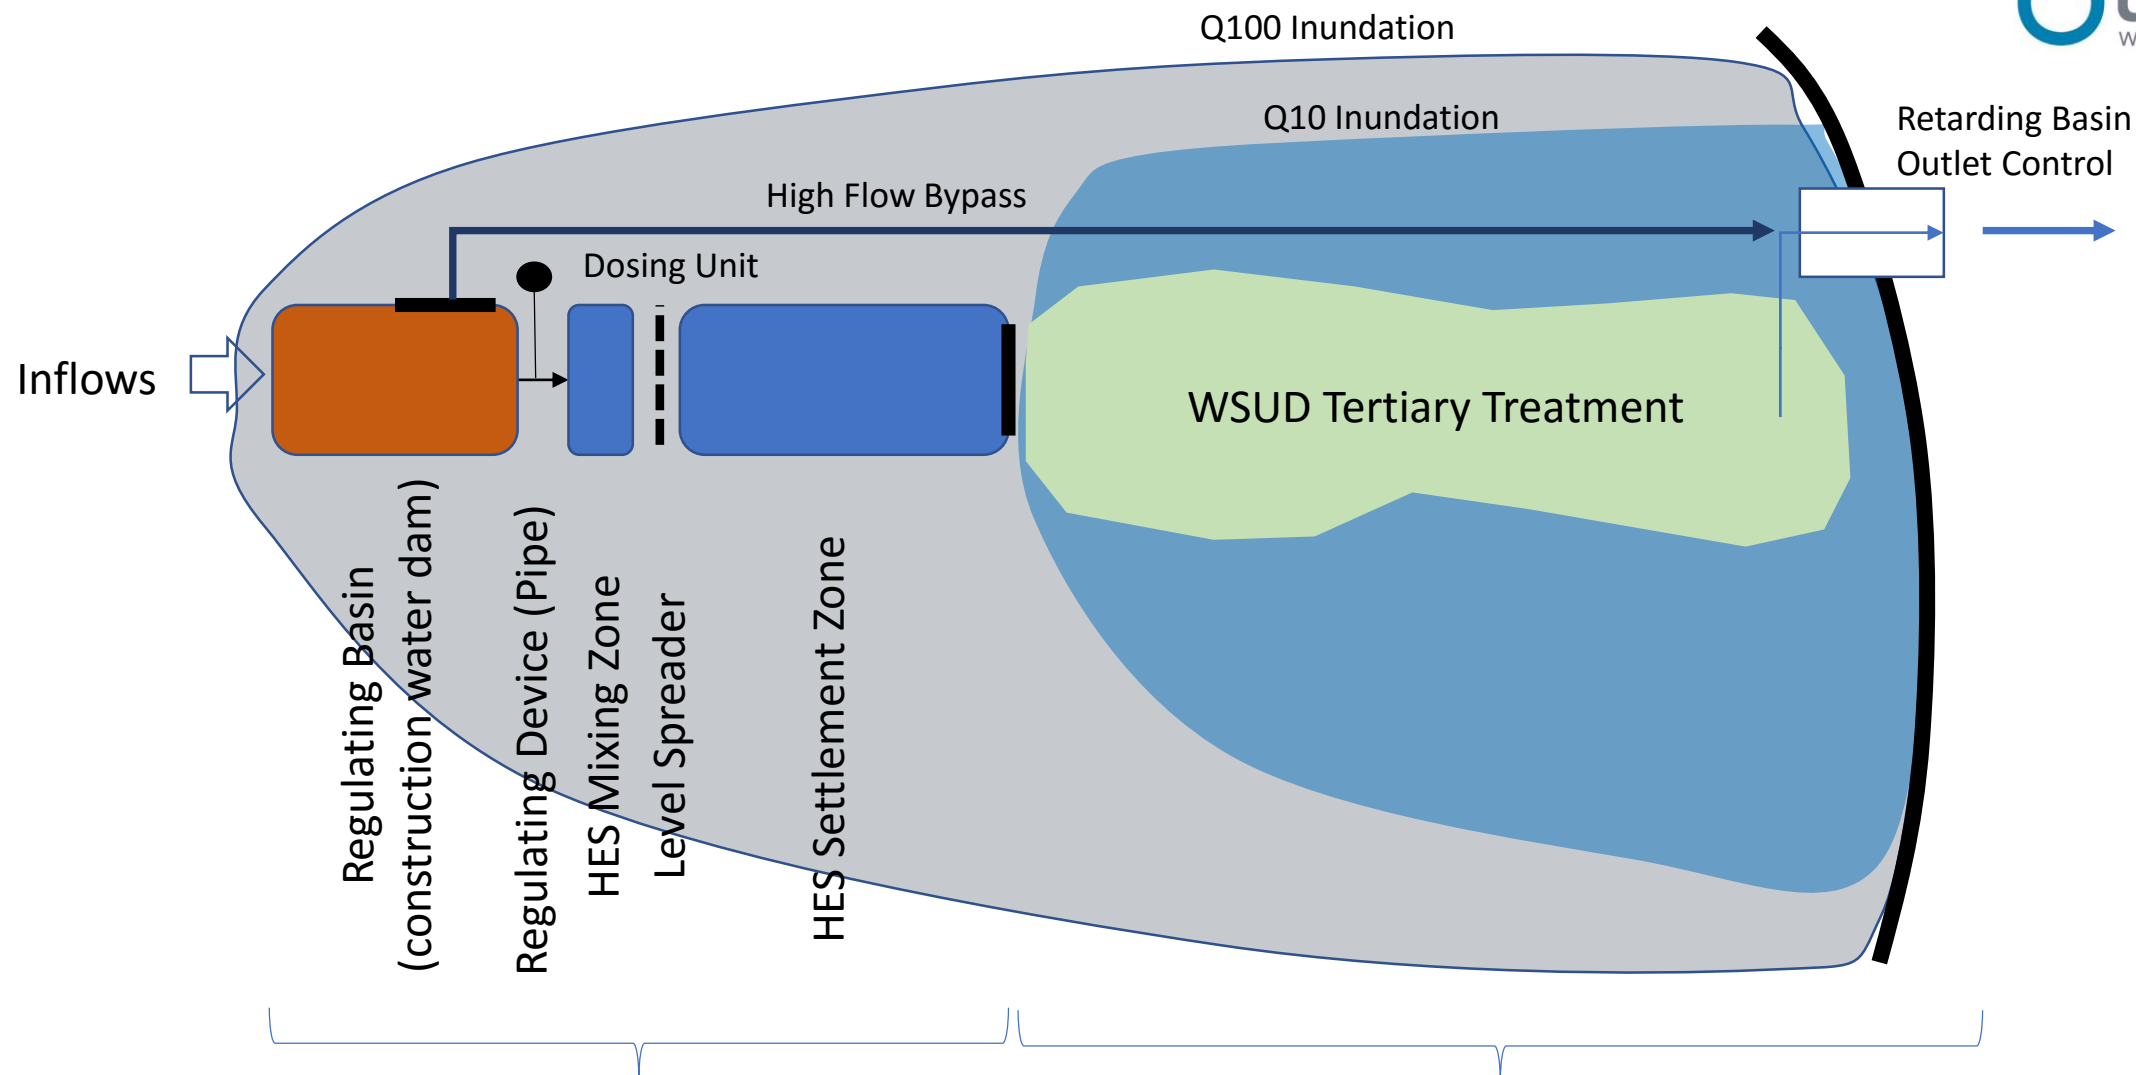 Q100 Inundation
Q10 Inundation
Retarding Basin
Outlet Control
High Flow Bypass
Dosing Unit
Inflows
WSUD Tertiary Treatment
Regulating Basin
(construction water dam)
Regulating Device (Pipe)
HES Mixing Zone
Level Spreader
HES Settlement Zone